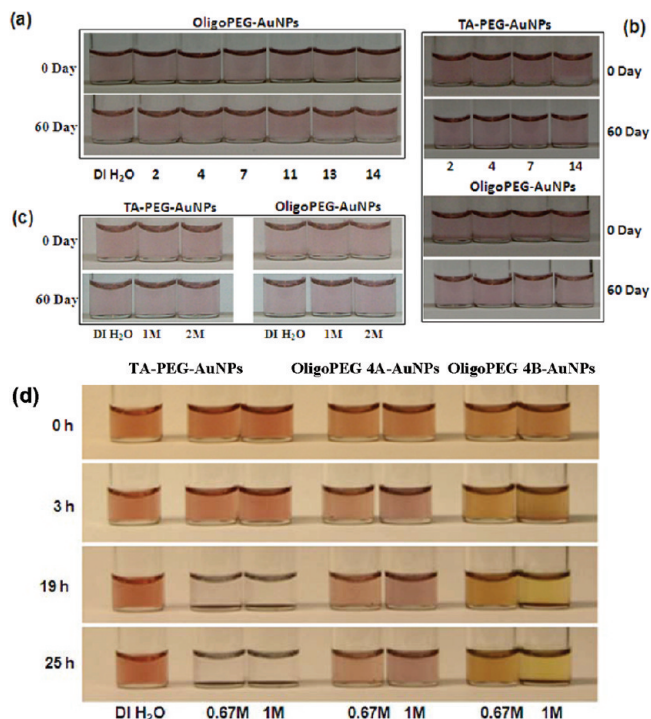 (a)
OligoPEG-AuNPs
0 Day
60 Day
DI H₂O 2 4 7 11 13 14
TA-PEG-AuNPs
(b)
0 Day
60 Day
2 4 7 14
OligoPEG-AuNPs
0 Day
60 Day
(c)
TA-PEG-AuNPs OligoPEG-AuNPs
0 Day
60 Day
DI H₂O 1M 2M DI H₂O 1M 2M
TA-PEG-AuNPs OligoPEG 4A-AuNPs OligoPEG 4B-AuNPs
(d)
0 h
3 h
19 h
25 h
DI H₂O 0.67M 1M 0.67M 1M 0.67M 1M